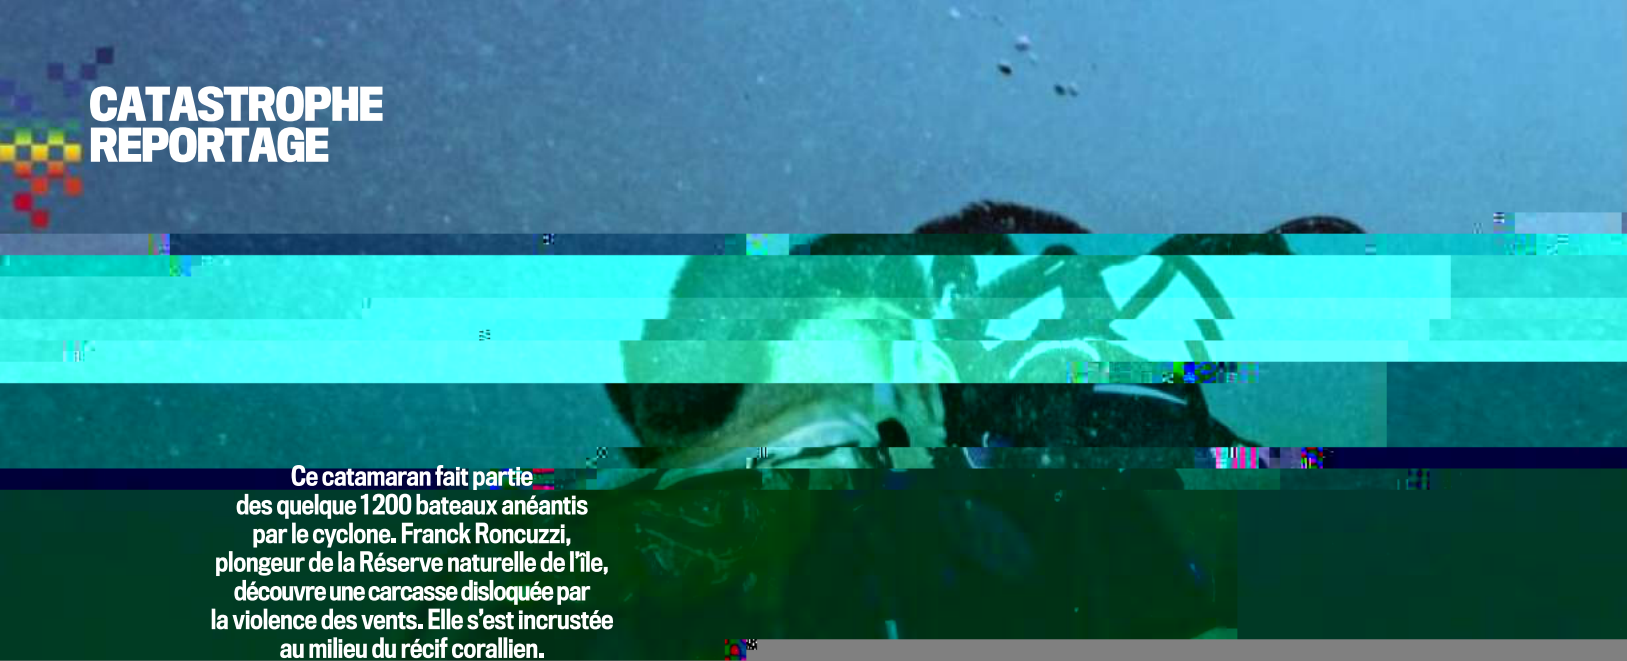 CATASTROPHE
REPORTAGE
Ce catamaran fait partie
des quelque 1200 bateaux anéantis
par le cyclone. Franck Roncuzzi,
plongeur de la Réserve naturelle de l'île,
découvre une carcasse disloquée par
la violence des vents. Elle s'est incrustée
au milieu du récif corallien.